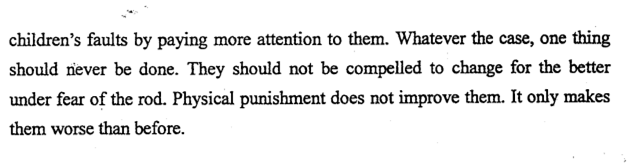 children's faults by paying more attention to them. Whatever the case, one thing
should never be done. They should not be compelled to change for the better
under fear of the rod. Physical punishment does not improve them. It only makes
them worse than before.